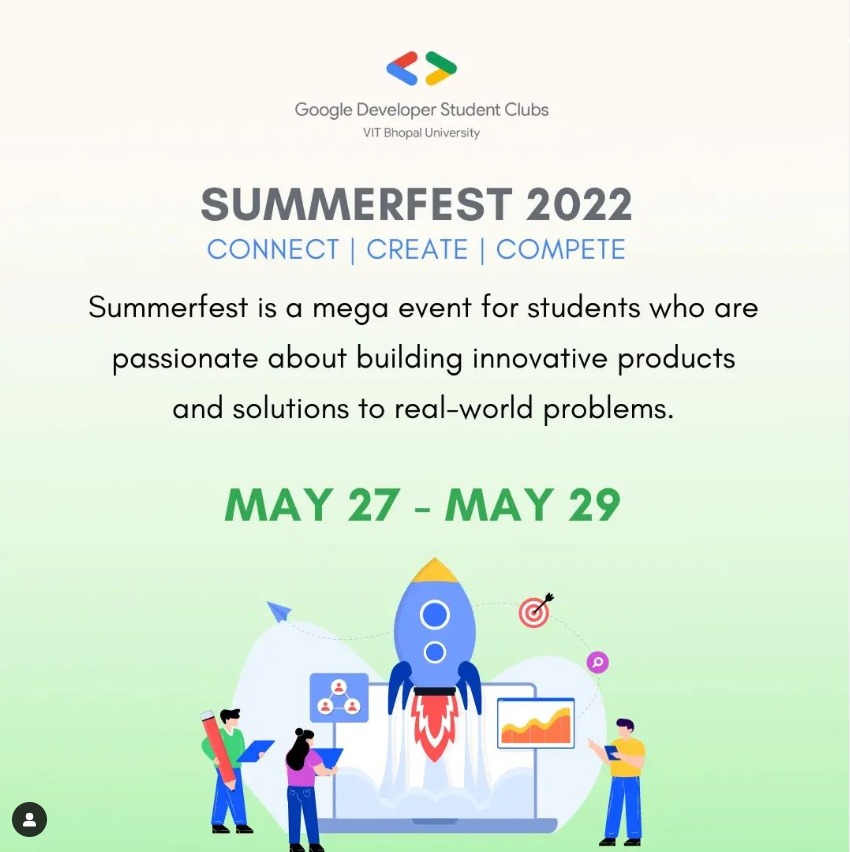 Google Developer Student Clubs
VIT Bhopal University
SUMMERFEST 2022
CONNECT | CREATE | COMPETE
Summerfest is a mega event for students who are
passionate about building innovative products
and solutions to real-world problems.
MAY 27 - MAY 29